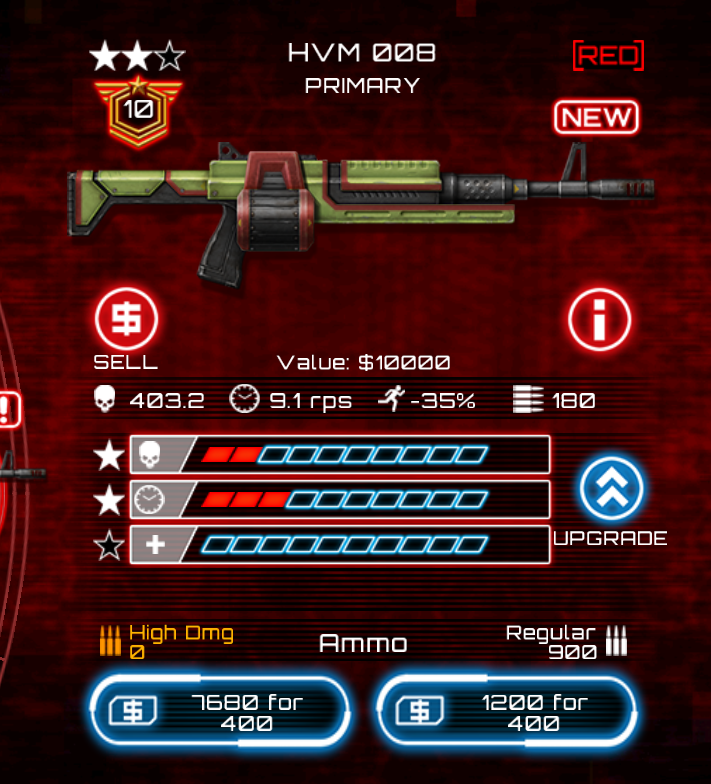 HVM 008
[RED]
PRIMARY
10
NEW
$
SELL
Value: $10000
403.2
9.1 rps
-35%
180
!
UPGRADE
High Dmg
0
Ammo
Regular
900
$
7680 for
400
$
1200 for
400